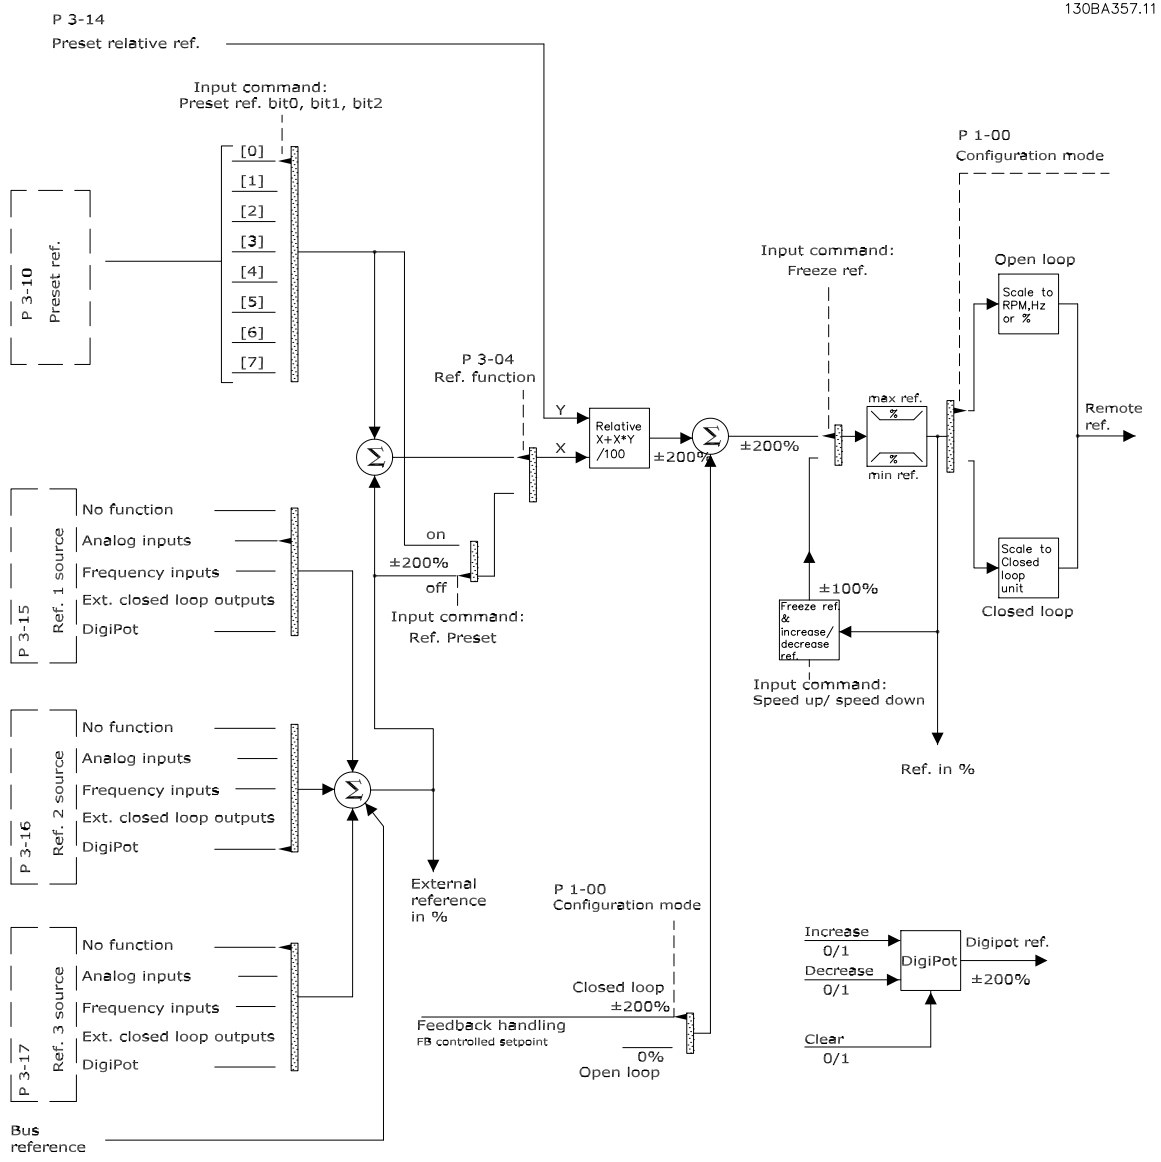 130BA357.11
P 3-14
Preset relative ref.
Input command:
Preset ref. bit0, bit1, bit2
[0]
[1]
[2]
[3]
[4]
[5]
[6]
[7]
P 3-10
Preset ref.
P 1-00
Configuration mode
Input command:
Freeze ref.
Open loop
Scale to
RPM,Hz
or %
P 3-04
Ref. function
Y
X
Relative
X+X*Y
/100
±200%
Σ
±200%
max ref.
%
%
min ref.
Remote
ref.
Σ
on
±200%
off
Input command:
Ref. Preset
Scale to
Closed
loop
unit
Closed loop
±100%
Freeze ref.
&
increase/
decrease
ref.
Input command:
Speed up/ speed down
Ref. in %
P 3-15
Ref. 1 source
No function
Analog inputs
Frequency inputs
Ext. closed loop outputs
DigiPot
P 3-16
Ref. 2 source
No function
Analog inputs
Frequency inputs
Ext. closed loop outputs
DigiPot
Σ
External
reference
in %
P 3-17
Ref. 3 source
No function
Analog inputs
Frequency inputs
Ext. closed loop outputs
DigiPot
Bus
reference
P 1-00
Configuration mode
Closed loop
±200%
Feedback handling
FB controlled setpoint
0%
Open loop
Increase
0/1
Decrease
0/1
Clear
0/1
DigiPot
Digipot ref.
±200%